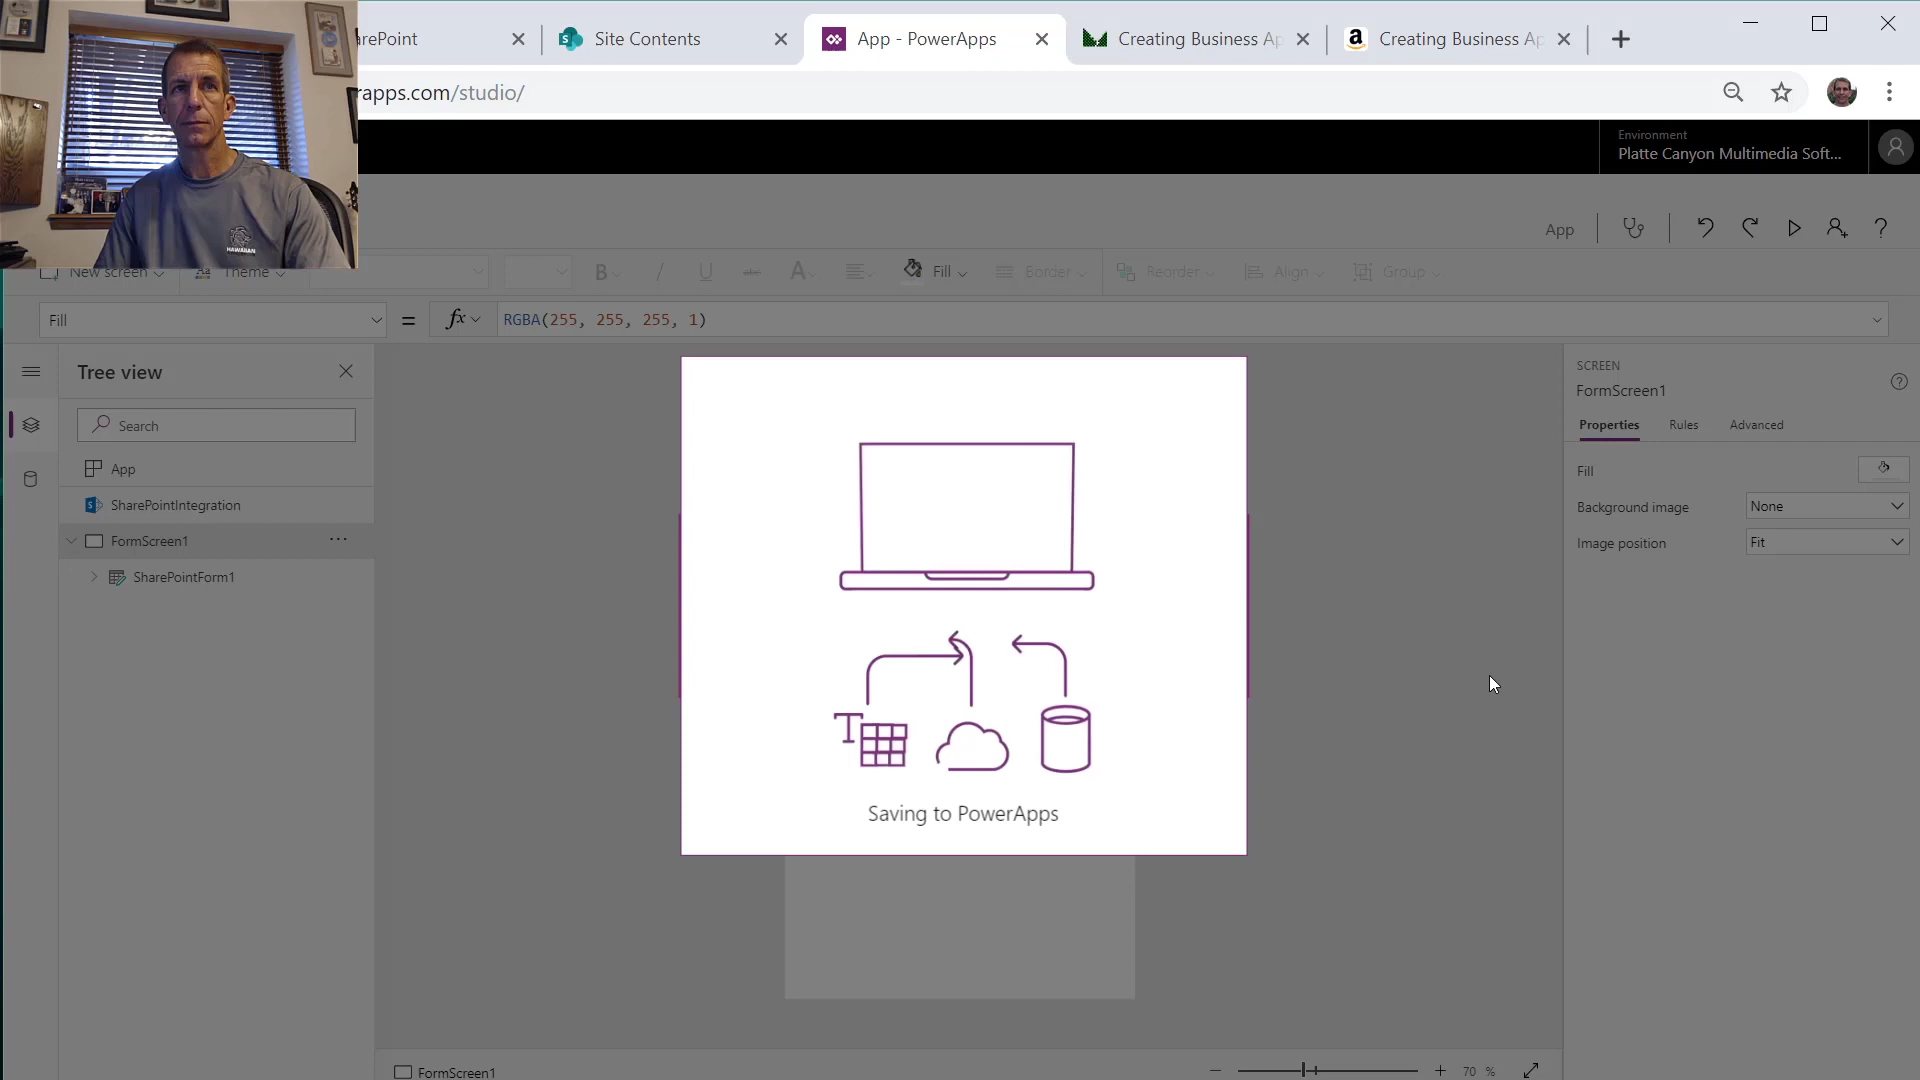 arePoint
Site Contents
App - PowerApps
Creating Business Ap
Creating Business Ap
rapps.com/studio/
Environment
Platte Canyon Multimedia Soft...
HAWAIIAN
App
New screen
Theme
Fill
Border
Reorder
Align
Group
Fill
= fx RGBA(255, 255, 255, 1)
Tree view
Search
App
SharePointIntegration
FormScreen1
SharePointForm1
Saving to PowerApps
SCREEN
FormScreen1
Properties
Rules
Advanced
Fill
Background image
None
Image position
Fit
FormScreen1
70 %